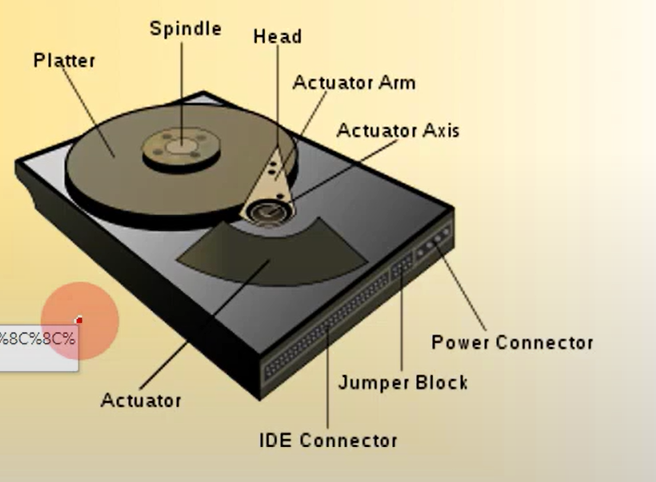 Spindle
Head
Platter
Actuator Arm
Actuator Axis
%8C%8C%
Power Connector
Jumper Block
Actuator
IDE Connector